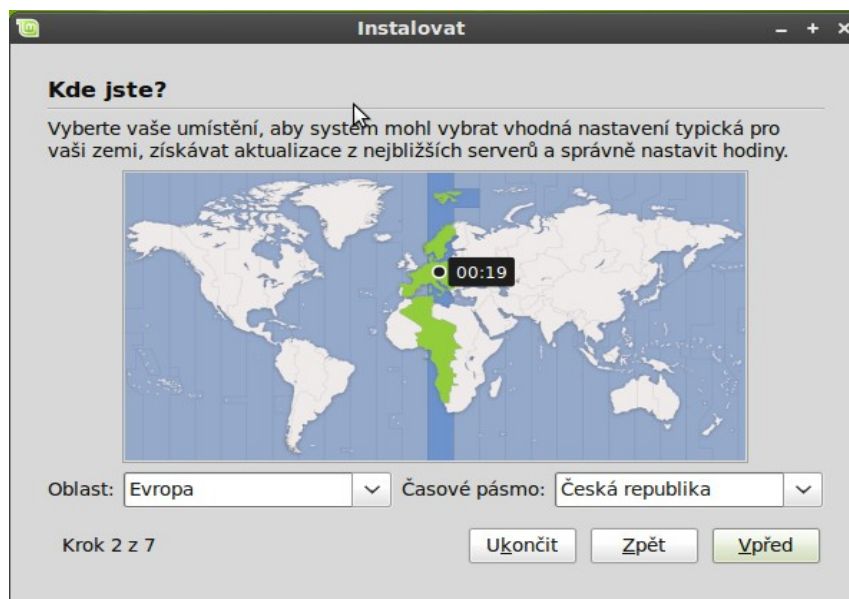 Instalovat
Kde jste?
Vyberte vaše umístění, aby systém mohl vybrat vhodná nastavení typická pro
vaši zemi, získávat aktualizace z nejbližších serverů a správně nastavit hodiny.
00:19
Oblast: Evropa Časové pásmo: Česká republika
Krok 2 z 7 Ukončit Zpět Vpřed